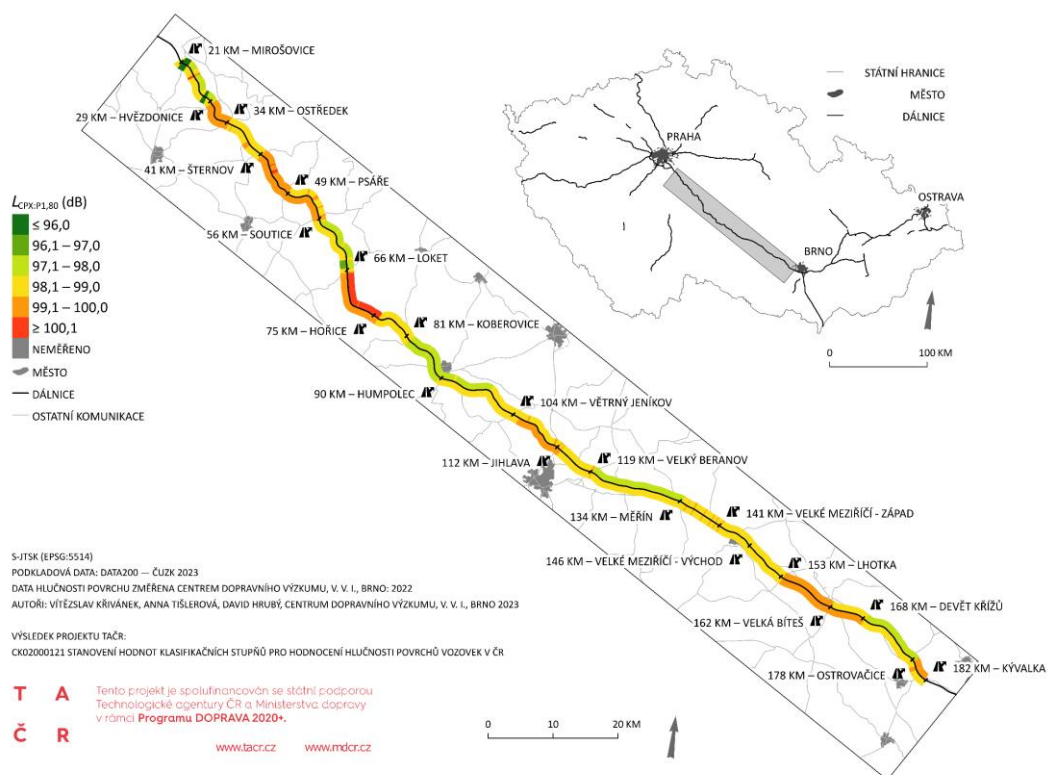 21 KM – MIROŠOVICE
34 KM – OSTŘEDEK
29 KM – HVĚZDONICE
41 KM – ŠTERNOV
49 KM – PSÁŘE
56 KM – SOUTICE
66 KM – LOKET
75 KM – HOŘICE
81 KM – KOBEROVICE
90 KM – HUMPOLEC
104 KM – VĚTRNÝ JENÍKOV
112 KM – JIHLAVA
119 KM – VELKÝ BERANOV
134 KM – MĚŘÍN
141 KM – VELKÉ MEZIŘÍČÍ - ZÁPAD
146 KM – VELKÉ MEZIŘÍČÍ - VÝCHOD
153 KM – LHOTKA
162 KM – VELKÁ BÍTEŠ
168 KM – DEVĚT KŘÍŽŮ
178 KM – OSTROVAČICE
182 KM – KÝVALKA
STÁTNÍ HRANICE
MĚSTO
DÁLNICE
PRAHA
OSTRAVA
BRNO
0 100 KM
LCPX:P1,80 (dB)
≤ 96,0
96,1 – 97,0
97,1 – 98,0
98,1 – 99,0
99,1 – 100,0
≥ 100,1
NEMĚŘENO
MĚSTO
DÁLNICE
OSTATNÍ KOMUNIKACE
S-JTSK (EPSG:5514)
PODKLADOVÁ DATA: DATA200 — ČUZK 2023
DATA HLUČNOSTI POVRCHU ZMĚŘENA CENTREM DOPRAVNÍHO VÝZKUMU, V. V. I., BRNO: 2022
AUTOŘI: VÍTĚZSLAV KŘIVÁNEK, ANNA TIŠLEROVÁ, DAVID HRUBÝ, CENTRUM DOPRAVNÍHO VÝZKUMU, V. V. I., BRNO 2023
VÝSLEDEK PROJEKTU TAČR:
CK02000121 STANOVENÍ HODNOT KLASIFIKAČNÍCH STUPŇŮ PRO HODNOCENÍ HLUČNOSTI POVRCHŮ VOZOVEK V ČR
T A
Č R
Tento projekt je spolufinancován se státní podporou
Technologické agentury ČR a Ministerstva dopravy
v rámci Programu DOPRAVA 2020+.
www.tacr.cz www.mdcr.cz
0 10 20 KM